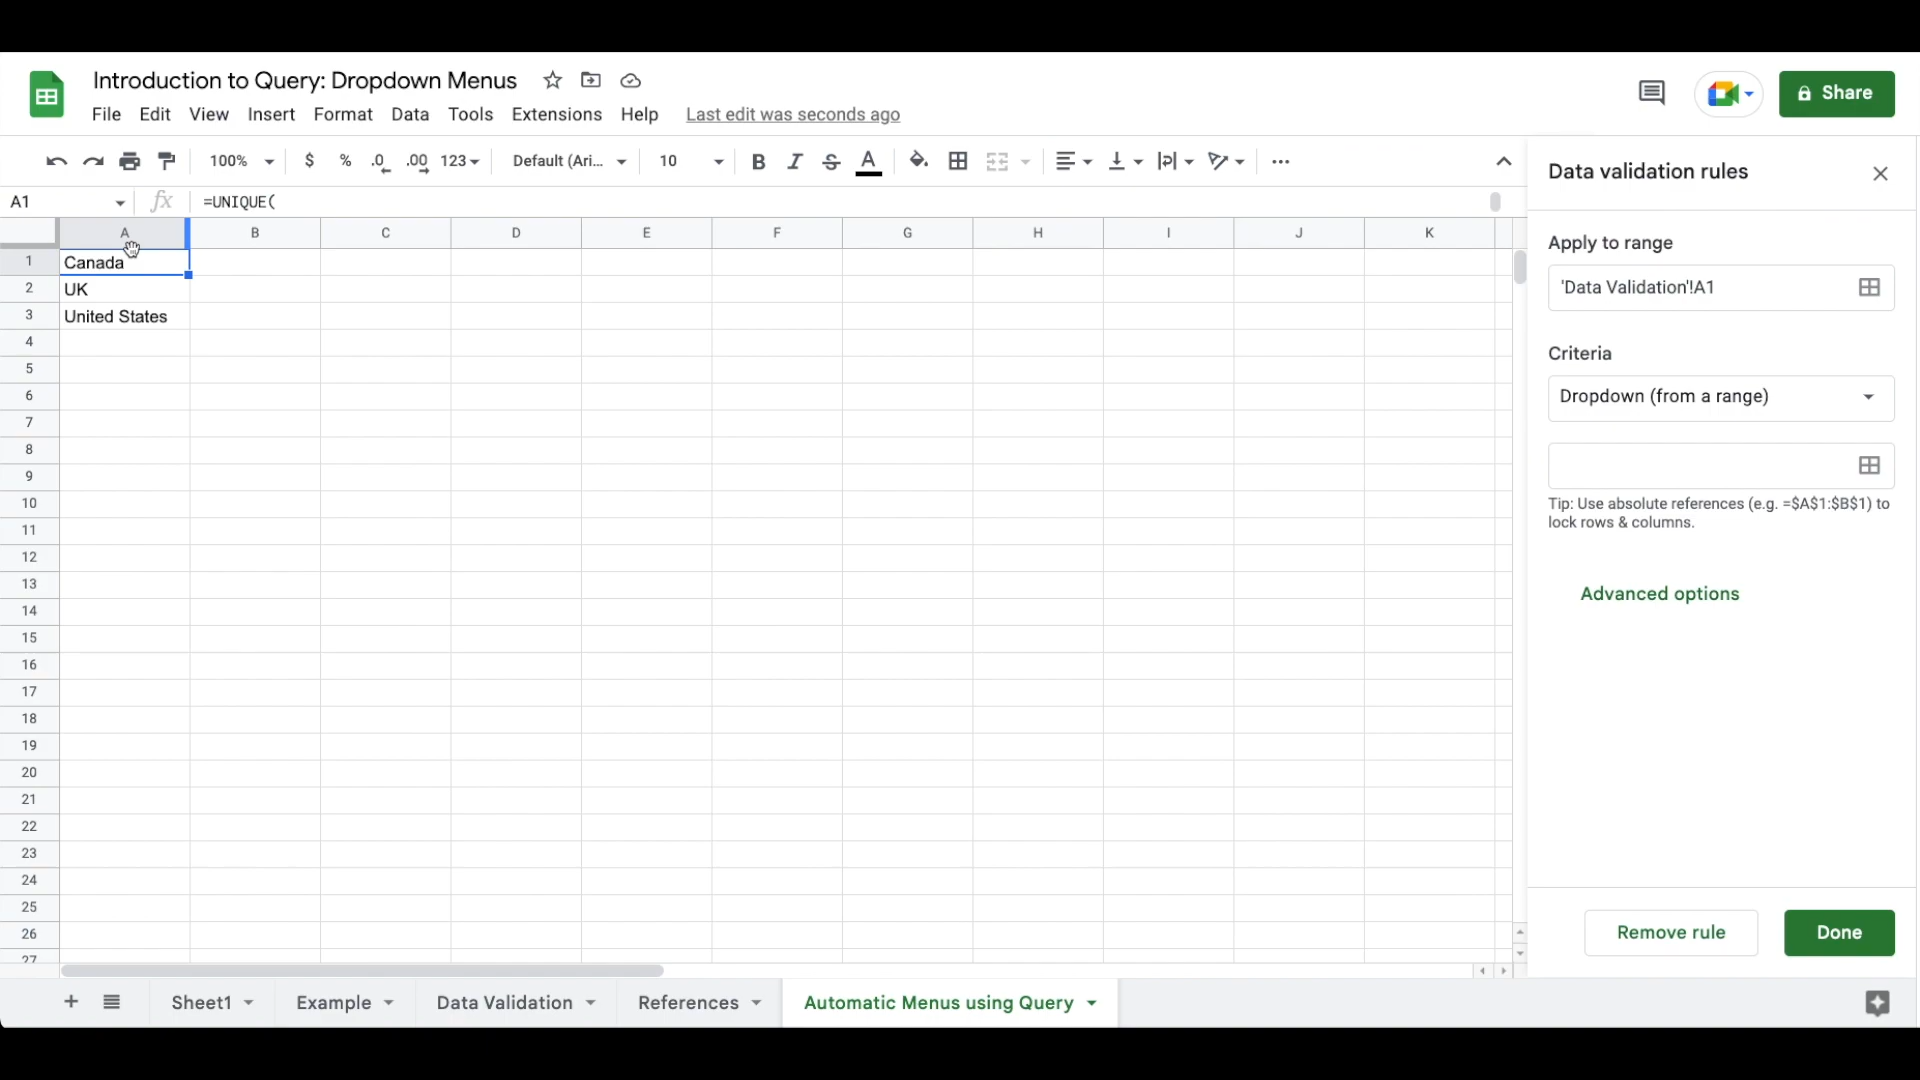 Introduction to Query: Dropdown Menus
File Edit View Insert Format Data Tools Extensions Help Last edit was seconds ago
Share
100% $ % .0 .00 123 Default (Ari... 10 B I S A
Data validation rules
A1 fx =UNIQUE(
A B C D E F G H I J K
1 Canada
2 UK
3 United States
4
5
6
7
8
9
10
11
12
13
14
15
16
17
18
19
20
21
22
23
24
25
26
27
Apply to range
'Data Validation'!A1
Criteria
Dropdown (from a range)
Tip: Use absolute references (e.g. =$A$1:$B$1) to
lock rows & columns.
Advanced options
Remove rule Done
Sheet1 Example Data Validation References Automatic Menus using Query